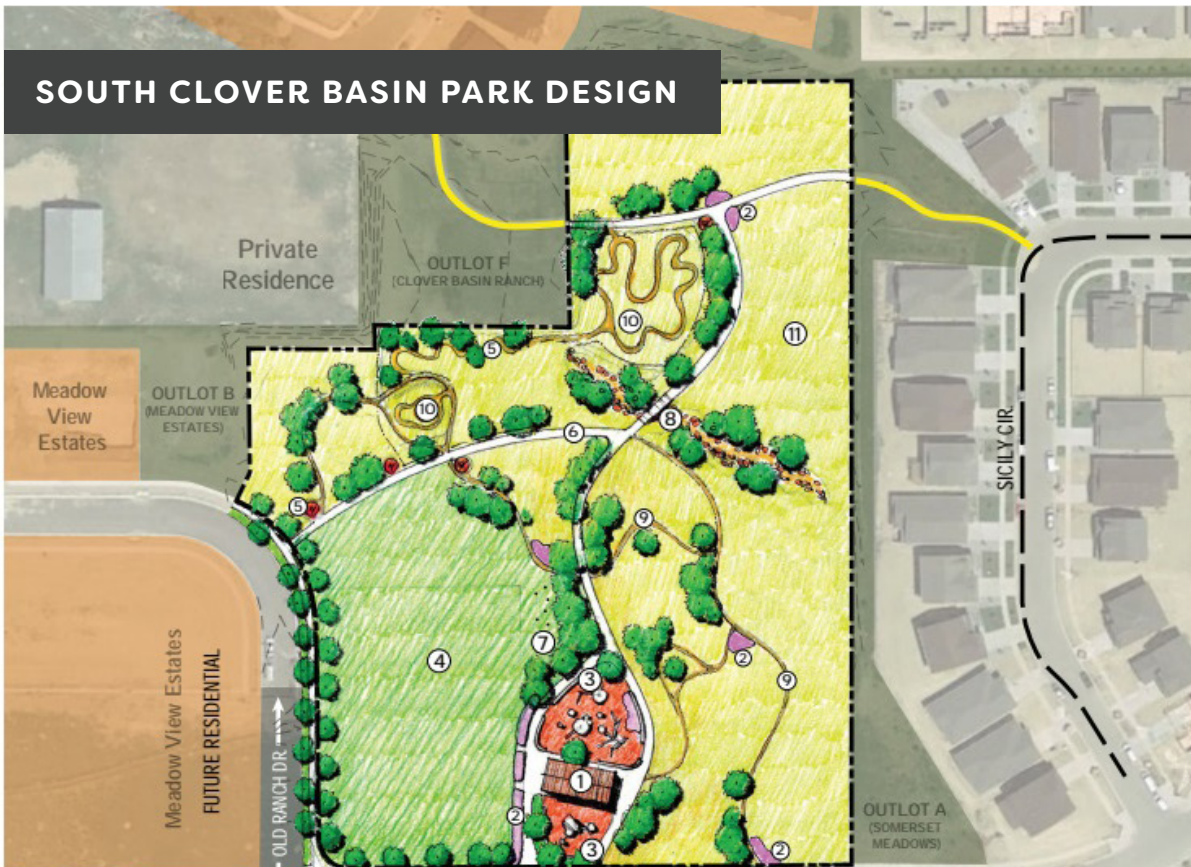 SOUTH CLOVER BASIN PARK DESIGN
Private
Residence
OUTLOT F
(CLOVER BASIN RANCH)
2
10
11
5
Meadow
View
Estates
OUTLOT B
(MEADOW VIEW
ESTATES)
10
6
8
SICILY CIR.
5
9
Meadow View Estates
FUTURE RESIDENTIAL
OLD RANCH DR
4
7
2
3
9
1
2
3
2
OUTLOT A
(SOMERSET
MEADOWS)